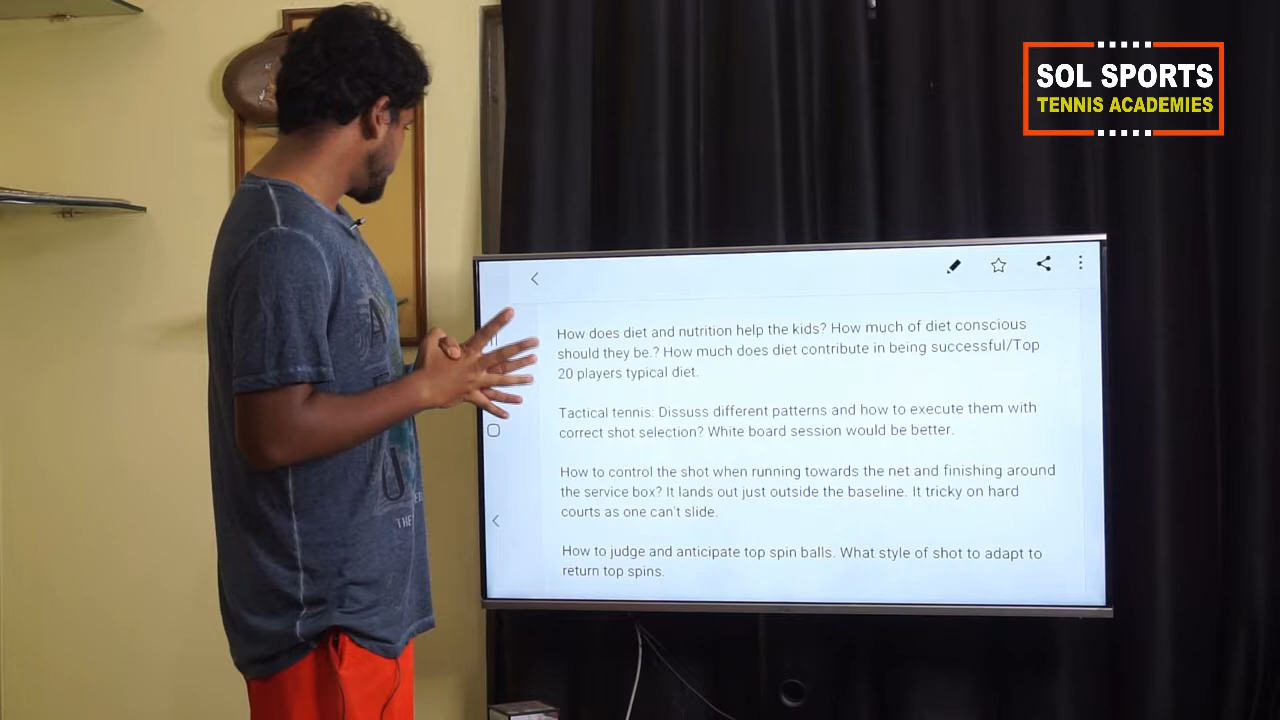 SOL SPORTS
TENNIS ACADEMIES
How does diet and nutrition help the kids? How much of diet conscious
should they be.? How much does diet contribute in being successful/Top
20 players typical diet.
Tactical tennis: Dissuss different patterns and how to execute them with
correct shot selection? White board session would be better.
How to control the shot when running towards the net and finishing around
the service box? It lands out just outside the baseline. It tricky on hard
courts as one can't slide.
How to judge and anticipate top spin balls. What style of shot to adapt to
return top spins.